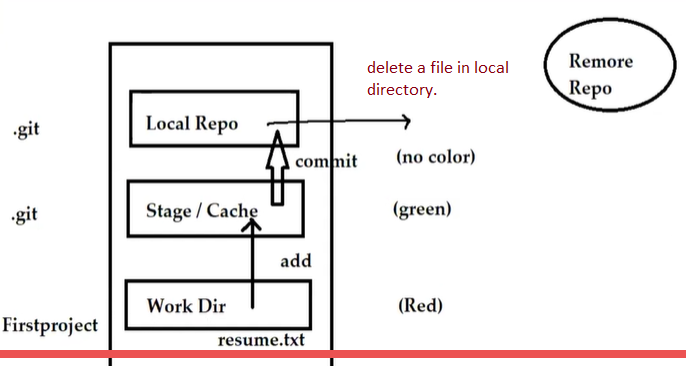 delete a file in local
directory.
Remore
Repo
.git
Local Repo
commit
(no color)
.git
Stage / Cache
(green)
add
Work Dir
(Red)
Firstproject
resume.txt